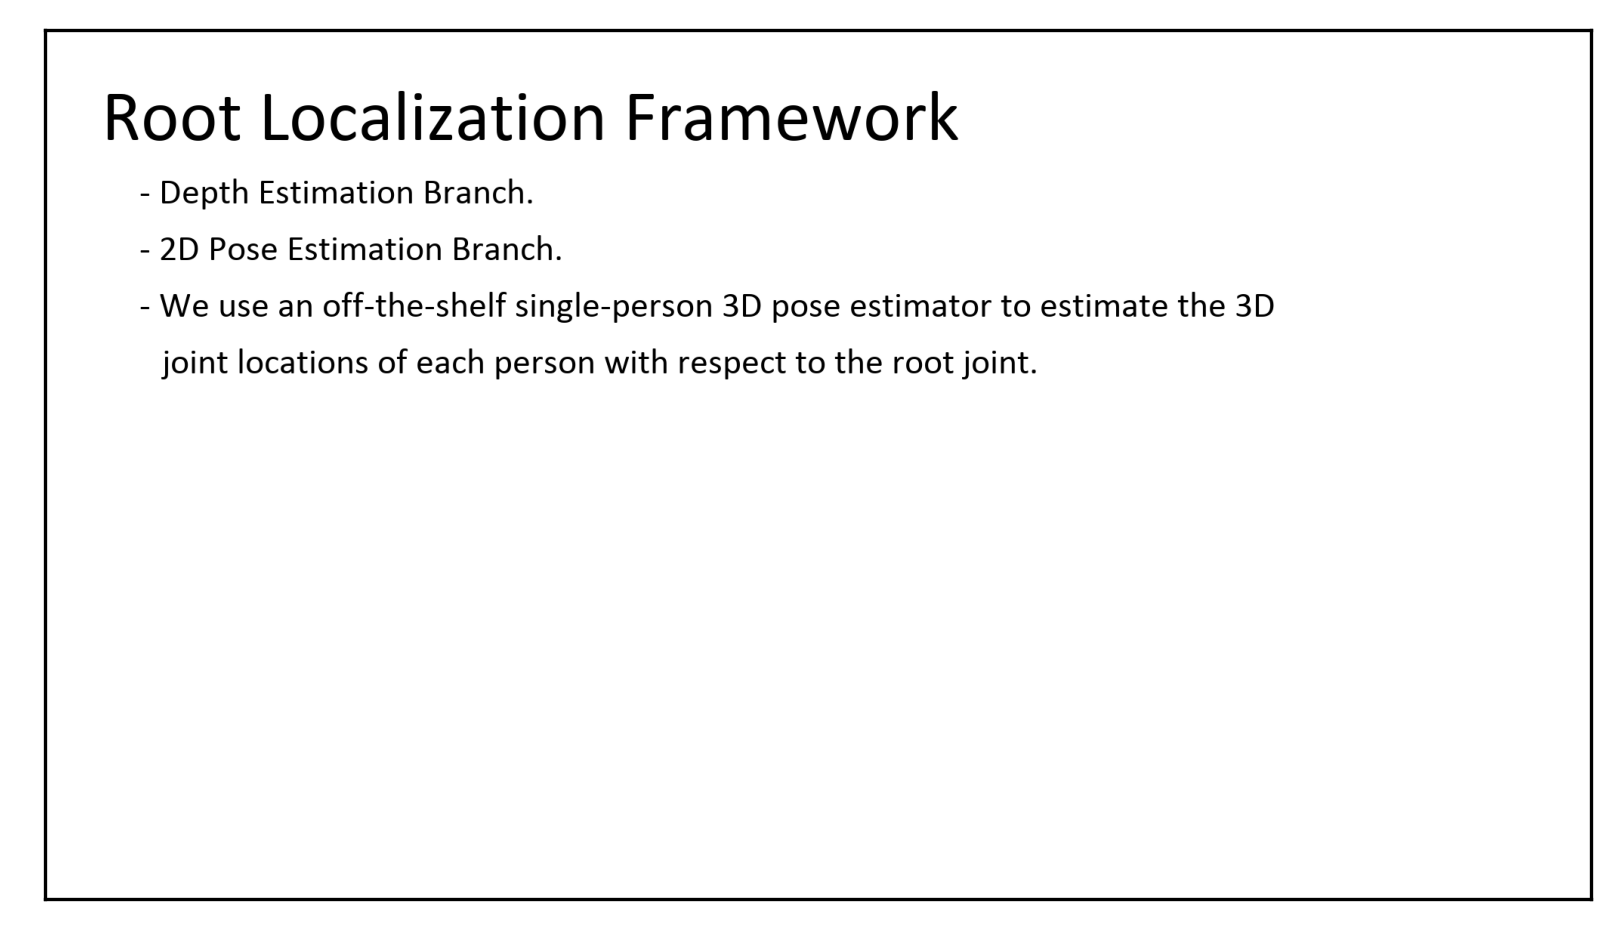 Root Localization Framework
- Depth Estimation Branch.
- 2D Pose Estimation Branch.
- We use an off-the-shelf single-person 3D pose estimator to estimate the 3D
joint locations of each person with respect to the root joint.